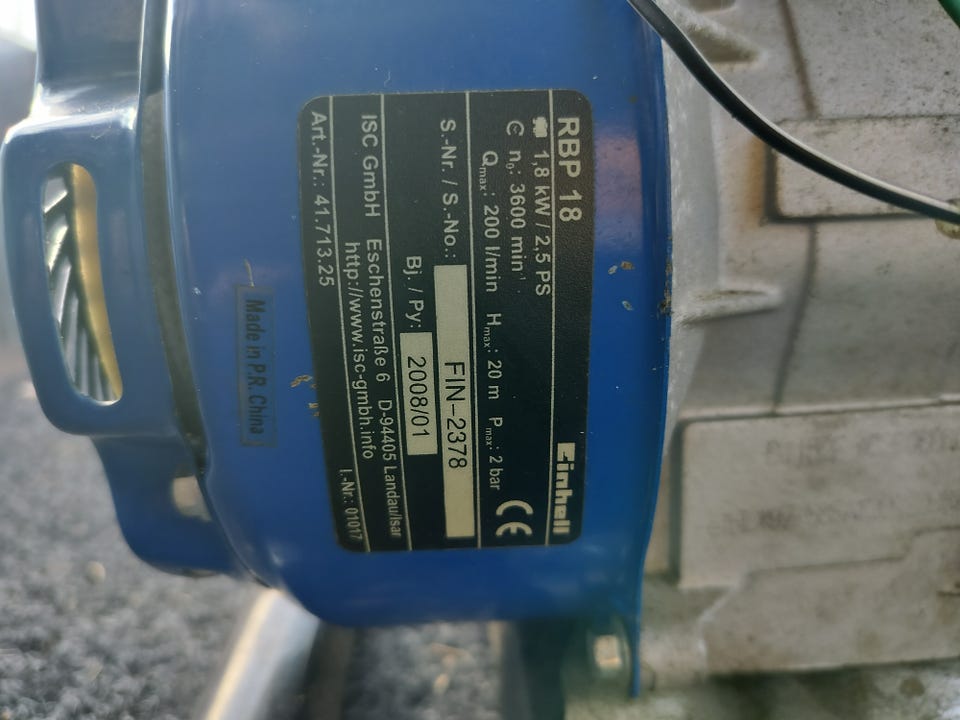 RBP 18
Einhell
1,8 kW / 2,5 PS
n₀: 3600 min⁻¹
Qmax: 200 l/min Hmax: 20 m Pmax: 2 bar
CE
S.-Nr. / S.-No.: FIN-2378
Bj. / Py: 2008/01
ISC GmbH Eschenstraße 6 D-94405 Landau/Isar
http://www.isc-gmbh.info
Art.-Nr.: 41.713.25 I.-Nr.: 01017
Made in P.R. China